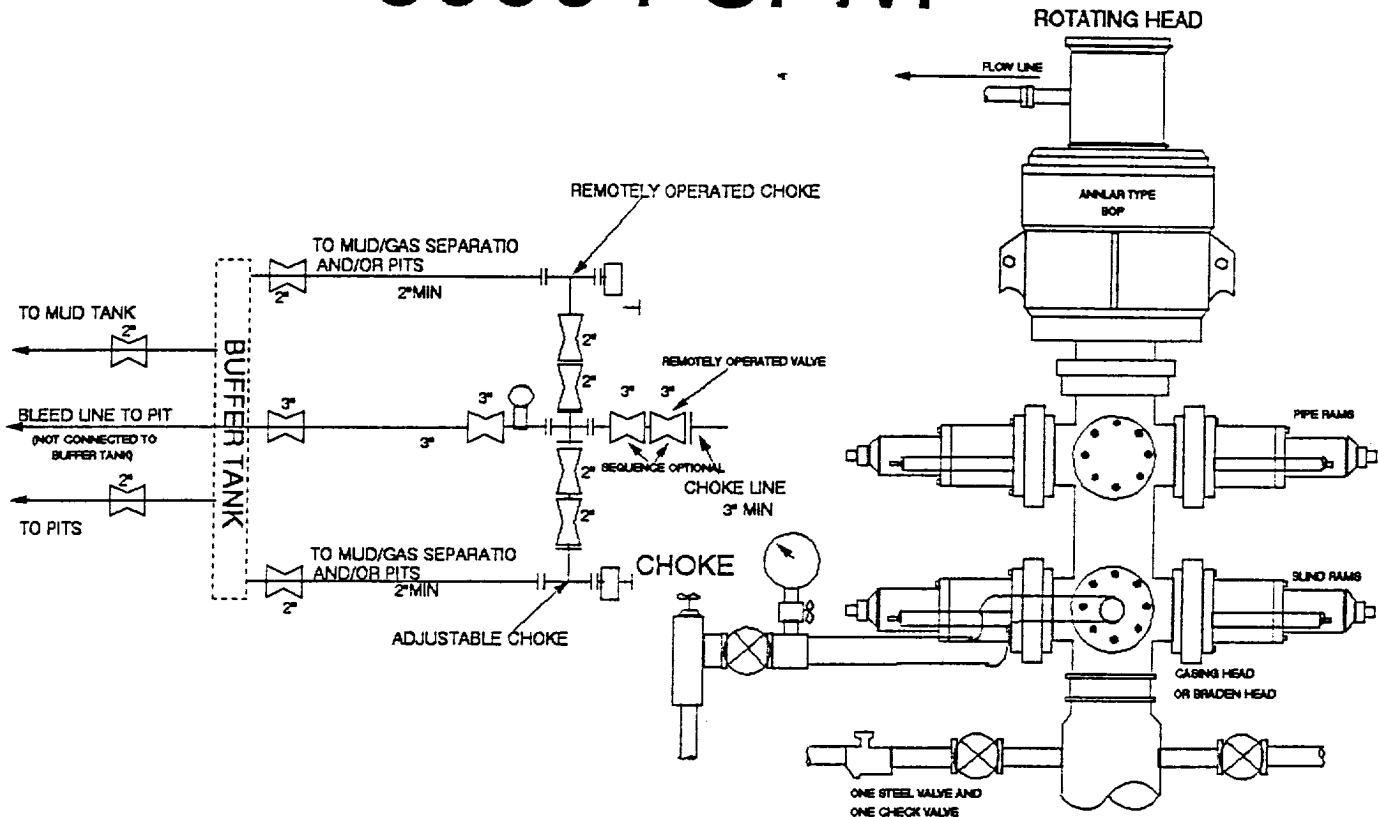 ROTATING HEAD
FLOW LINE
ANNLAR TYPE
BOP
REMOTELY OPERATED CHOKE
TO MUD/GAS SEPARATIO
AND/OR PITS
2"
2"MIN
TO MUD TANK
2"
2"
REMOTELY OPERATED VALVE
2"
3"
3"
BUFFER TANK
BLEED LINE TO PIT
3"
(NOT CONNECTED TO
BUFFER TANK)
3"
PIPE RAMS
SEQUENCE OPTIONAL
2"
2"
CHOKE LINE
3" MIN
2"
TO PITS
TO MUD/GAS SEPARATIO
AND/OR PITS
2"MIN
2"
CHOKE
BLIND RAMS
ADJUSTABLE CHOKE
CASING HEAD
OR BRADEN HEAD
ONE STEEL VALVE AND
ONE CHECK VALVE